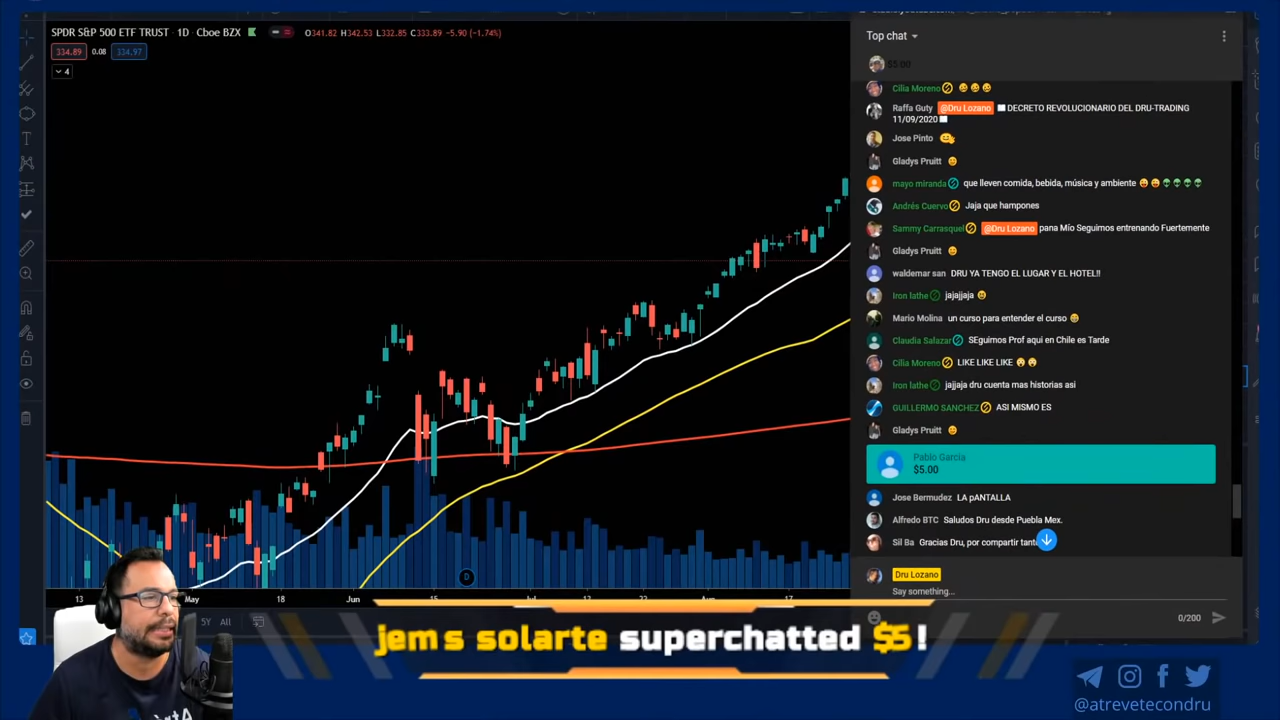 SPDR S&P 500 ETF TRUST · 1D · Cboe BZX O341.82 H342.53 L332.85 C333.89 -5.90 (-1.74%)
334.89 0.08 334.97
4
Top chat
$5.00
Cilia Moreno
Raffa Guty @Dru Lozano DECRETO REVOLUCIONARIO DEL DRU-TRADING
11/09/2020
Jose Pinto
Gladys Pruitt
mayo miranda que lleven comida, bebida, música y ambiente
Andrés Cuervo Jaja que hampones
Sammy Carrasquel @Dru Lozano pana Mío Seguimos entrenando Fuertemente
Gladys Pruitt
waldemar san DRU YA TENGO EL LUGAR Y EL HOTEL!!
Iron lathe jajajjaja
Mario Molina un curso para entender el curso
Claudia Salazar SEguimos Prof aqui en Chile es Tarde
Cilia Moreno LIKE LIKE LIKE
Iron lathe jajjaja dru cuenta mas historias asi
GUILLERMO SANCHEZ ASI MISMO ES
Gladys Pruitt
Pablo Garcia
$5.00
Jose Bermudez LA pANTALLA
Alfredo BTC Saludos Dru desde Puebla Mex.
Sil Ba Gracias Dru, por compartir
Dru Lozano
Say something...
0/200
D
13 May 18 Jun 15 17
5Y All
jem s solarte superchatted $5!
@atrevetecondru